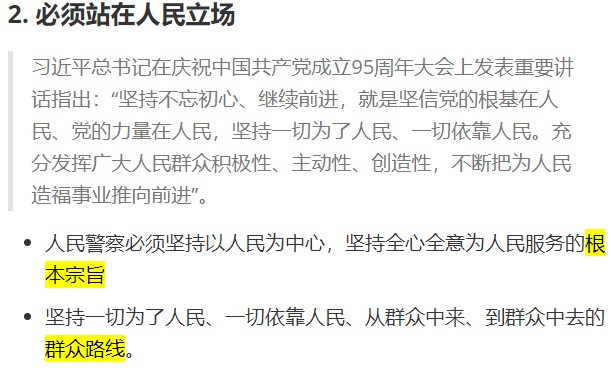 2. 必须站在人民立场
习近平总书记在庆祝中国共产党成立95周年大会上发表重要讲
话指出：“坚持不忘初心、继续前进，就是坚信党的根基在人
民、党的力量在人民，坚持一切为了人民、一切依靠人民。充
分发挥广大人民群众积极性、主动性、创造性，不断把为人民
造福事业推向前进”。
• 人民警察必须坚持以人民为中心，坚持全心全意为人民服务的根
本宗旨
• 坚持一切为了人民、一切依靠人民、从群众中来、到群众中去的
群众路线。